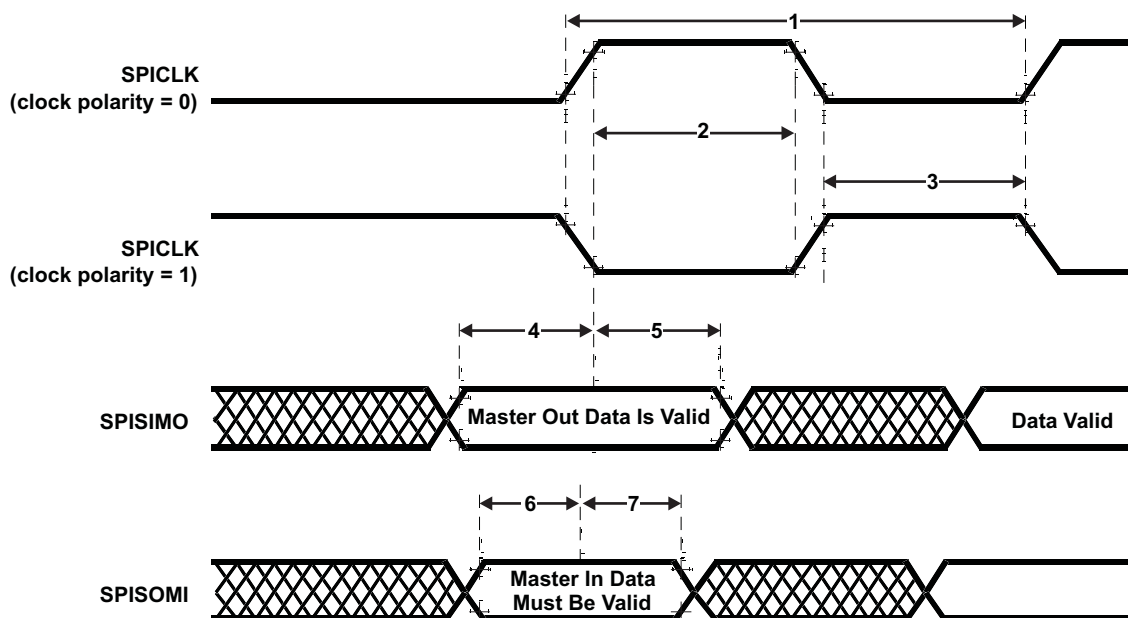 1
SPICLK
(clock polarity = 0)
2
3
SPICLK
(clock polarity = 1)
4
5
SPISIMO
Master Out Data Is Valid
Data Valid
6
7
SPISOMI
Master In Data
Must Be Valid